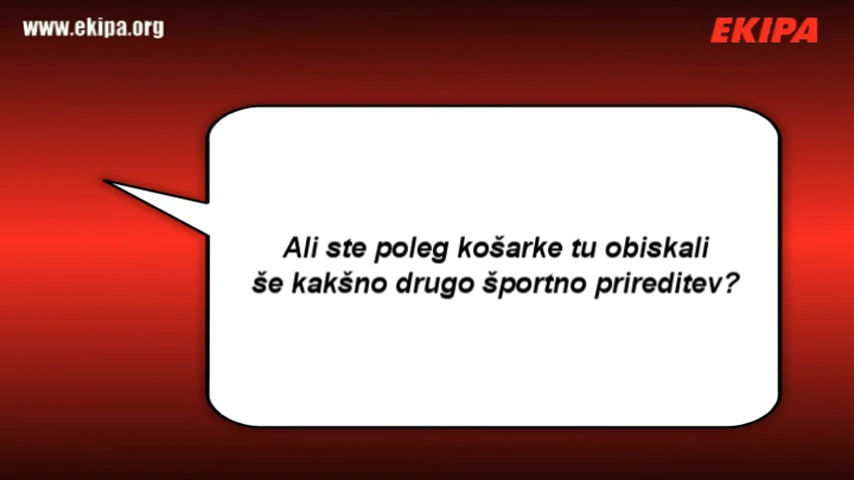 www.ekipa.org
EKIPA
Ali ste poleg košarke tu obiskali
še kakšno drugo športno prireditev?